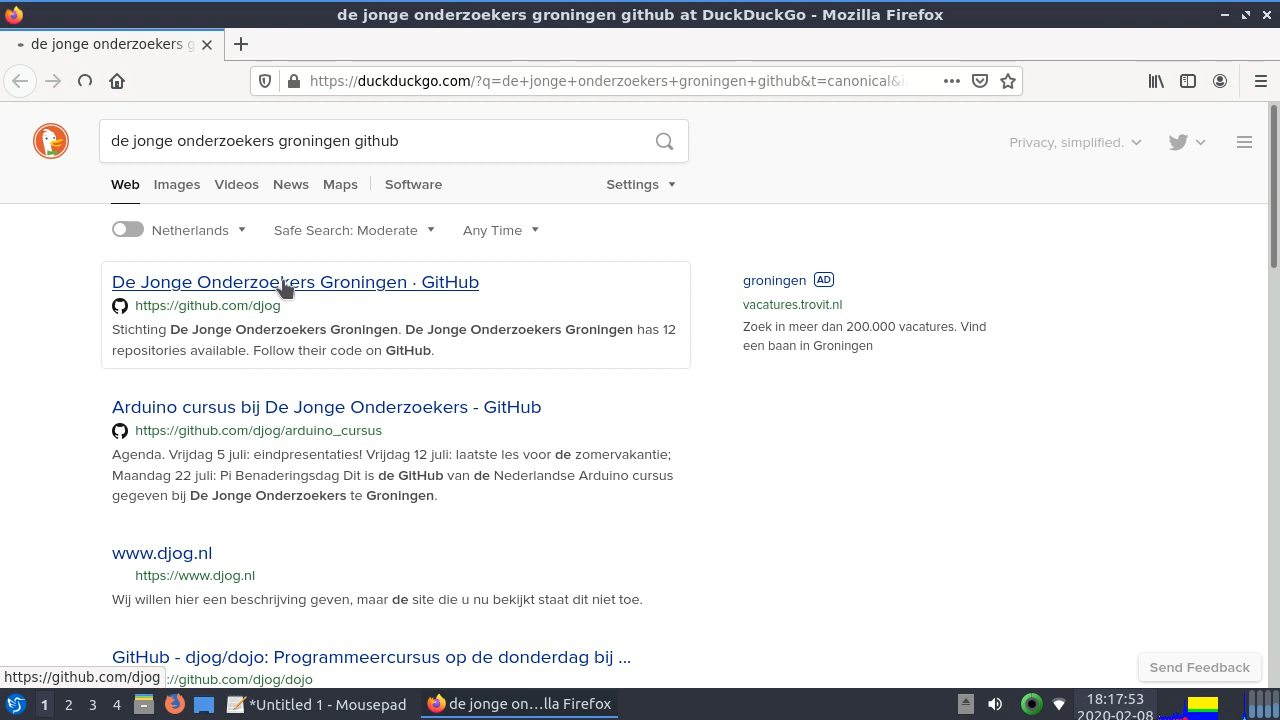 de jonge onderzoekers groningen github at DuckDuckGo - Mozilla Firefox
de jonge onderzoekers g
https://duckduckgo.com/?q=de+jonge+onderzoekers+groningen+github&t=canonical&i
de jonge onderzoekers groningen github
Privacy, simplified.
Web Images Videos News Maps Software Settings
Netherlands Safe Search: Moderate Any Time
De Jonge Onderzoekers Groningen · GitHub
https://github.com/djog
Stichting De Jonge Onderzoekers Groningen. De Jonge Onderzoekers Groningen has 12
repositories available. Follow their code on GitHub.
groningen AD
vacatures.trovit.nl
Zoek in meer dan 200.000 vacatures. Vind
een baan in Groningen
Arduino cursus bij De Jonge Onderzoekers - GitHub
https://github.com/djog/arduino_cursus
Agenda. Vrijdag 5 juli: eindpresentaties! Vrijdag 12 juli: laatste les voor de zomervakantie;
Maandag 22 juli: Pi Benaderingsdag Dit is de GitHub van de Nederlandse Arduino cursus
gegeven bij De Jonge Onderzoekers te Groningen.
www.djog.nl
https://www.djog.nl
Wij willen hier een beschrijving geven, maar de site die u nu bekijkt staat dit niet toe.
GitHub - djog/dojo: Programmeercursus op de donderdag bij ...
://github.com/djog/dojo
https://github.com/djog
Send Feedback
1 2 3 4 *Untitled 1 - Mousepad de jonge on...lla Firefox
18:17:53
2020-02-08